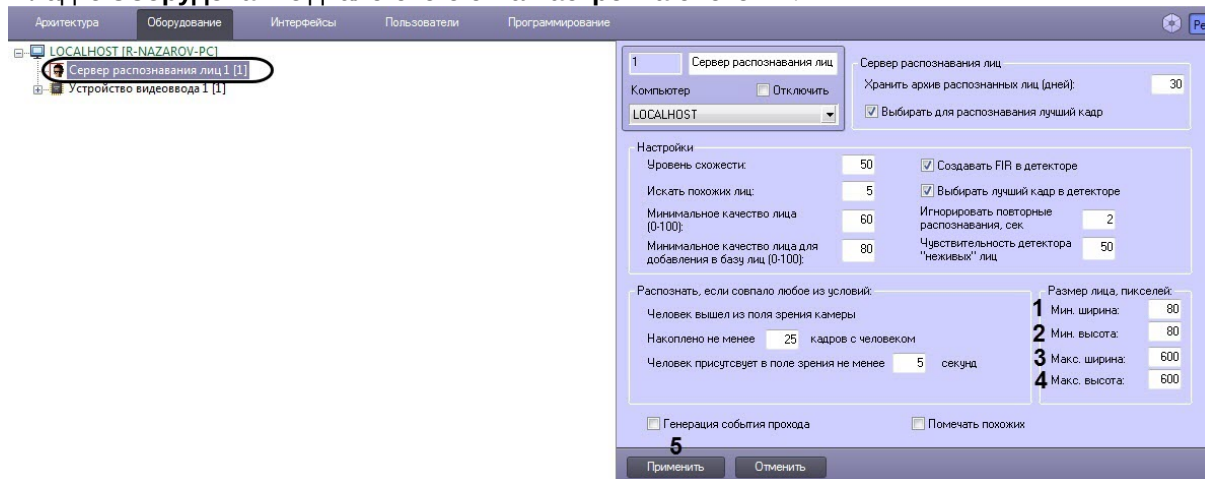 Архитектура Оборудование Интерфейсы Пользователи Программирование
LOCALHOST [R-NAZAROV-PC]
Сервер распознавания лиц 1 [1]
Устройство видеоввода 1 [1]
1 Сервер распознавания лиц
Компьютер Отключить
LOCALHOST
Сервер распознавания лиц
Хранить архив распознанных лиц (дней): 30
Выбирать для распознавания лучший кадр
Настройки
Уровень схожести: 50
Создавать FIR в детекторе
Искать похожих лиц: 5
Выбирать лучший кадр в детекторе
Минимальное качество лица
(0-100): 60
Игнорировать повторные
распознавания, сек 2
Минимальное качество лица для
добавления в базу лиц (0-100): 80
Чувствительность детектора
"неживых" лиц 50
Распознать, если совпало любое из условий:
Человек вышел из поля зрения камеры
Накоплено не менее 25 кадров с человеком
Человек присутсвует в поле зрения не менее 5 секунд
Размер лица, пикселей:
1 Мин. ширина: 80
2 Мин. высота: 80
3 Макс. ширина: 600
4 Макс. высота: 600
Генерация события прохода
Помечать похожих
5
Применить Отменить